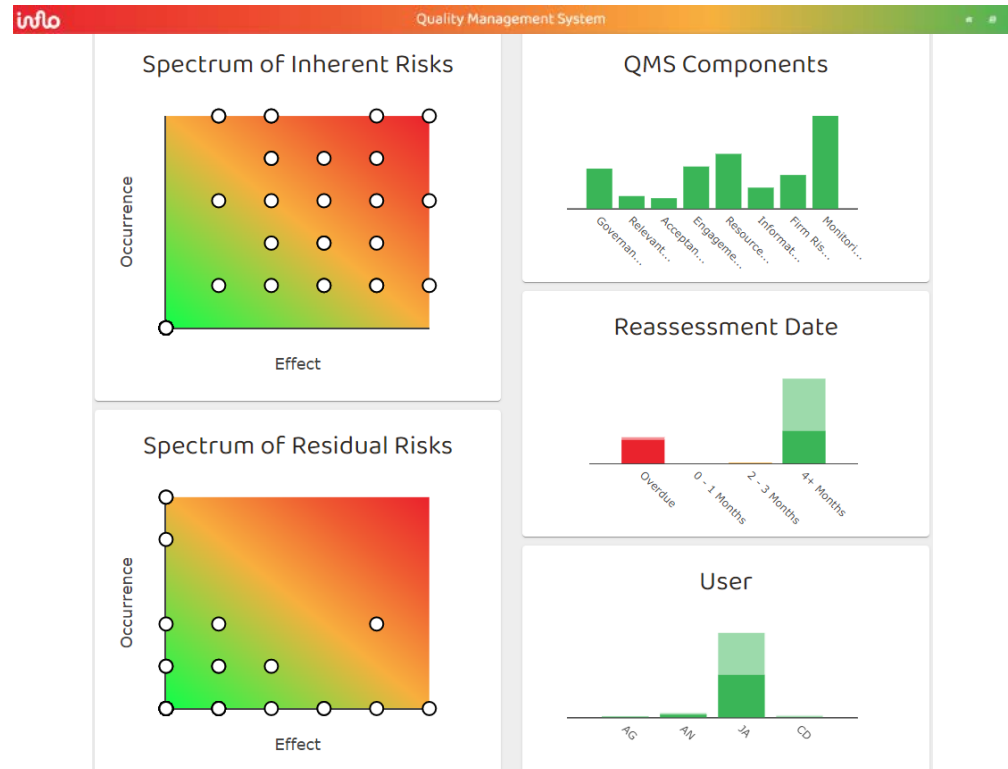 inflo
Quality Management System
Spectrum of Inherent Risks
Occurrence
Effect
Spectrum of Residual Risks
Occurrence
Effect
QMS Components
Governan...
Relevant...
Acceptan...
Engageme...
Resource...
Informat...
Firm Ris...
Monitori...
Reassessment Date
Overdue
0 - 1 Months
2 - 3 Months
4+ Months
User
AG
AN
JA
CD